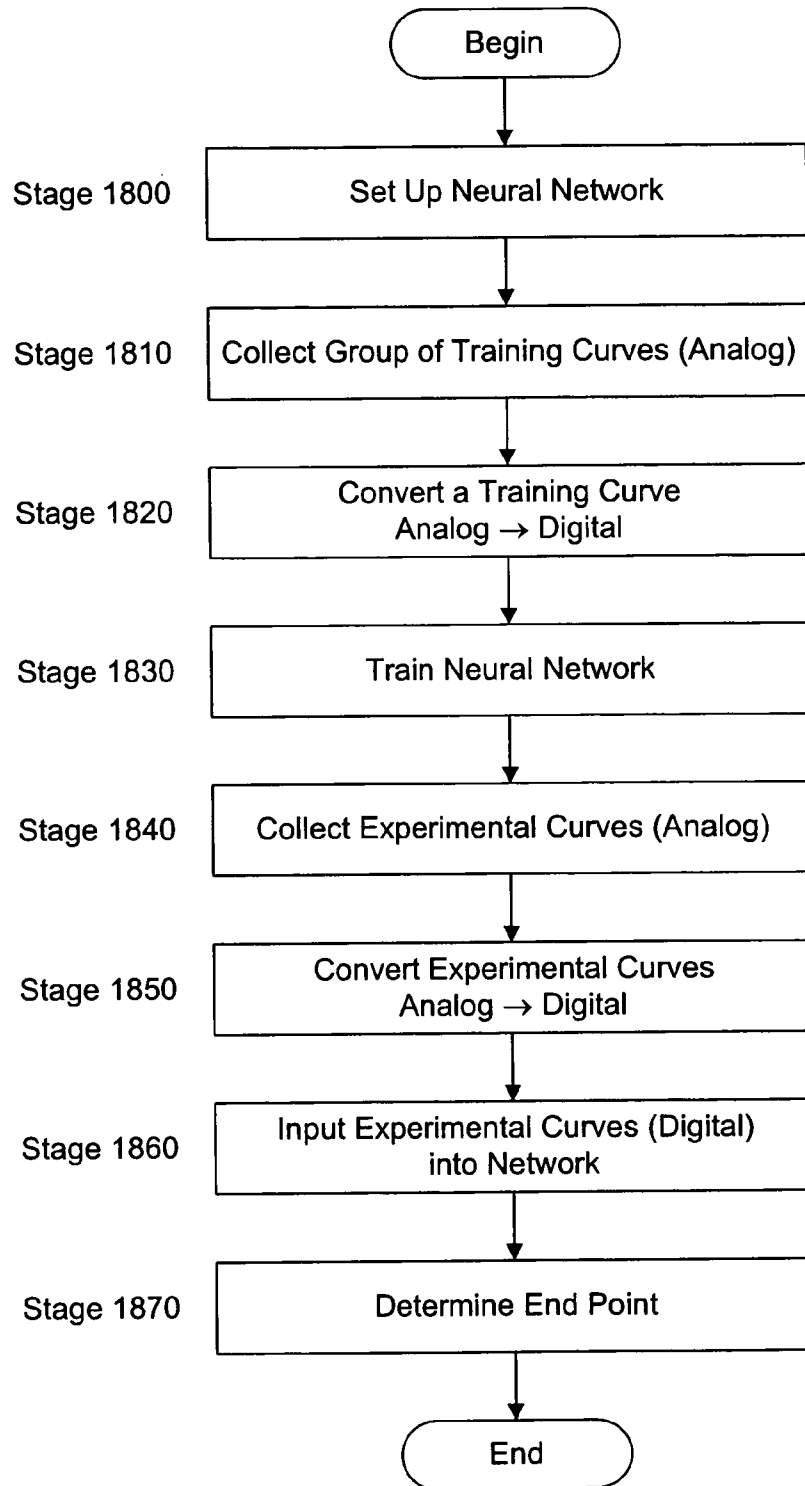 Begin
Stage 1800
Set Up Neural Network
Stage 1810
Collect Group of Training Curves (Analog)
Stage 1820
Convert a Training Curve
Analog → Digital
Stage 1830
Train Neural Network
Stage 1840
Collect Experimental Curves (Analog)
Stage 1850
Convert Experimental Curves
Analog → Digital
Stage 1860
Input Experimental Curves (Digital)
into Network
Stage 1870
Determine End Point
End